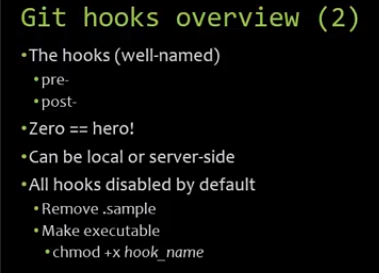 Git hooks overview (2)
•The hooks (well-named)
•pre-
•post-
•Zero == hero!
•Can be local or server-side
•All hooks disabled by default
•Remove .sample
•Make executable
•chmod +x hook_name